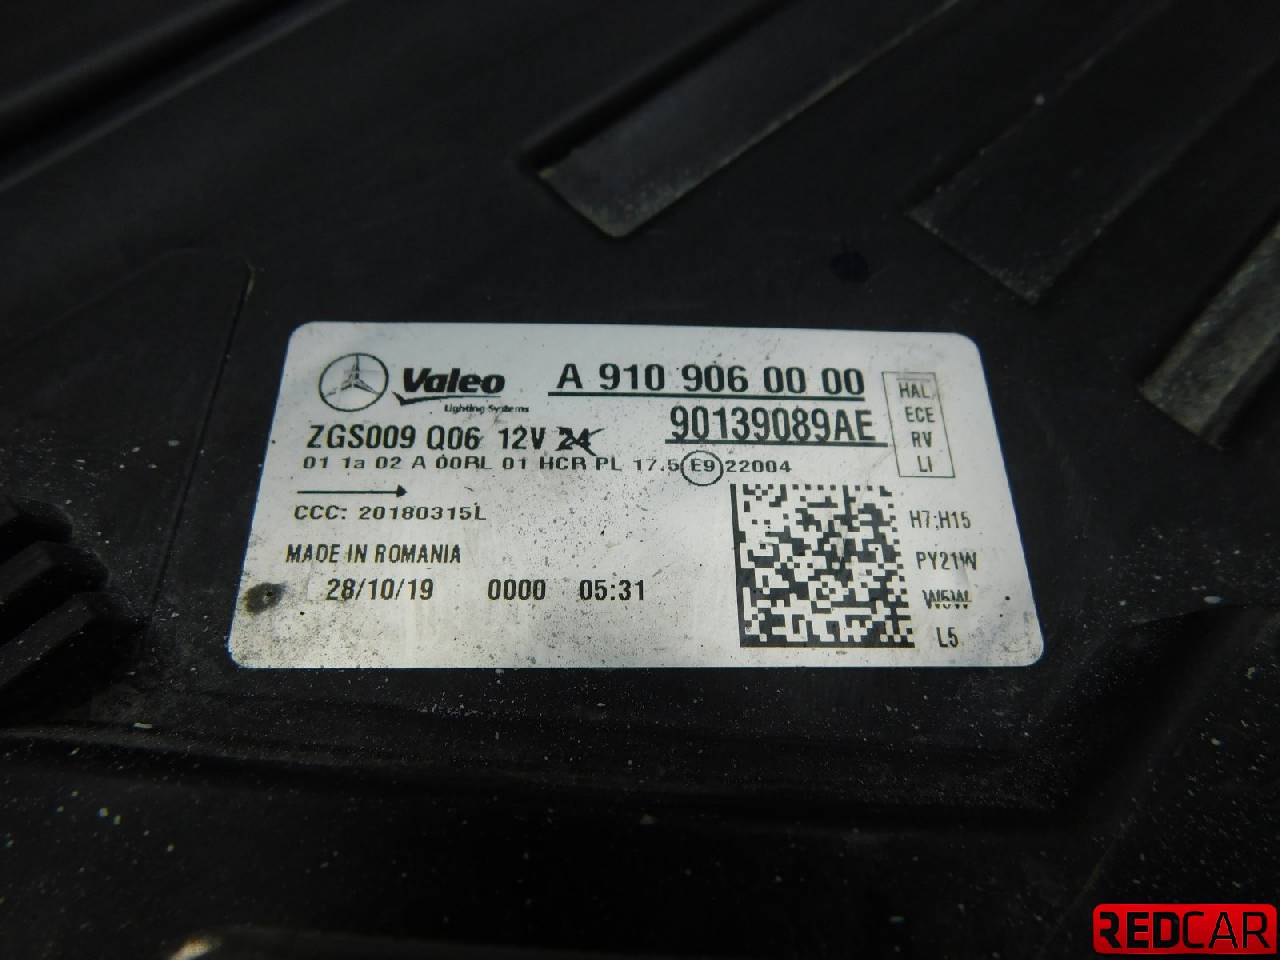 Valeo
Lighting Systems
A 910 906 00 00
90139089AE
HAL
ECE
RV
LI
ZGS009 Q06 12V 24
01 1a 02 A 00RL 01 HCR PL 17.5 E9 22004
CCC: 20180315L
MADE IN ROMANIA
28/10/19 0000 05:31
H7;H15
PY21W
W5W
L5
REDCAR